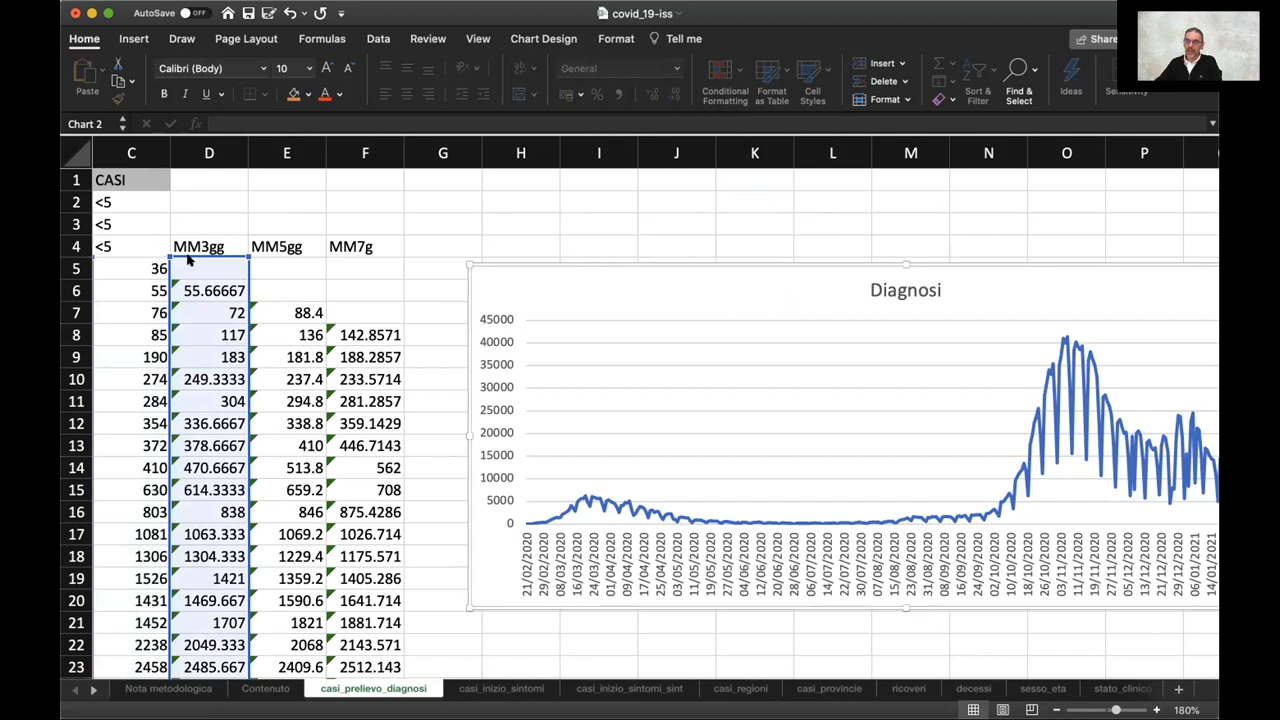 AutoSave OFF covid_19-iss
Home Insert Draw Page Layout Formulas Data Review View Chart Design Format Tell me Share
Paste
Calibri (Body) 10 A A
B I U A
General
%
Conditional
Formatting
Format
as Table
Cell
Styles
Insert
Delete
Format
Sort &
Filter
Find &
Select
Ideas
Sensitivity
Chart 2 fx
C D E F G H I J K L M N O P
1 CASI
2 <5
3 <5
4 <5 MM3gg MM5gg MM7g
5 36
6 55 55.66667
7 76 72 88.4
8 85 117 136 142.8571
9 190 183 181.8 188.2857
10 274 249.3333 237.4 233.5714
11 284 304 294.8 281.2857
12 354 336.6667 338.8 359.1429
13 372 378.6667 410 446.7143
14 410 470.6667 513.8 562
15 630 614.3333 659.2 708
16 803 838 846 875.4286
17 1081 1063.333 1069.2 1026.714
18 1306 1304.333 1229.4 1175.571
19 1526 1421 1359.2 1405.286
20 1431 1469.667 1590.6 1641.714
21 1452 1707 1821 1881.714
22 2238 2049.333 2068 2143.571
23 2458 2485.667 2409.6 2512.143
Diagnosi
45000
40000
35000
30000
25000
20000
15000
10000
5000
0
21/02/2020
29/02/2020
08/03/2020
16/03/2020
24/03/2020
01/04/2020
09/04/2020
17/04/2020
25/04/2020
03/05/2020
11/05/2020
19/05/2020
27/05/2020
04/06/2020
12/06/2020
20/06/2020
28/06/2020
06/07/2020
14/07/2020
22/07/2020
30/07/2020
07/08/2020
15/08/2020
23/08/2020
31/08/2020
08/09/2020
16/09/2020
24/09/2020
02/10/2020
10/10/2020
18/10/2020
26/10/2020
03/11/2020
11/11/2020
19/11/2020
27/11/2020
05/12/2020
13/12/2020
21/12/2020
29/12/2020
06/01/2021
14/01/2021
Nota metodologica Contenuto casi_prelievo_diagnosi casi_inizio_sintomi casi_inizio_sintomi_sint casi_regioni casi_provincie ricoveri decessi sesso_eta stato_clinico +
180%